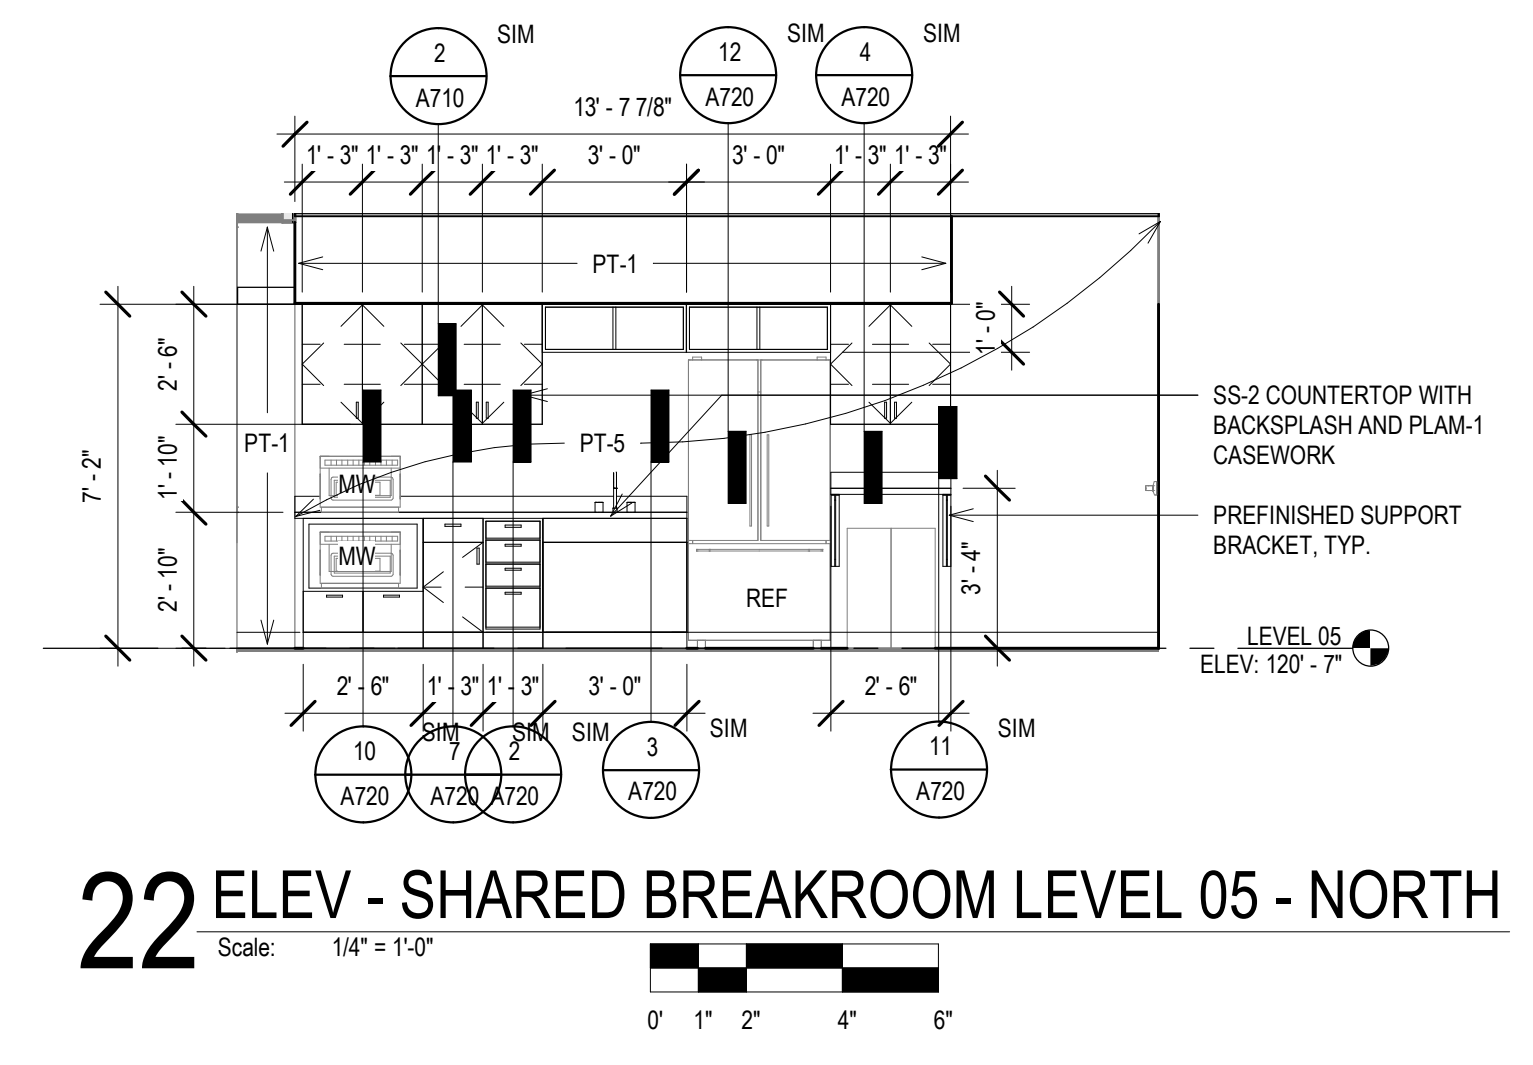 SIM
SIM
SIM
2
12
4
A710
A720
A720
13' - 7 7/8"
1' - 3"
1' - 3"
1' - 3"
1' - 3"
3' - 0"
3' - 0"
1' - 3"
1' - 3"
PT-1
1' - 0"
2' - 6"
7' - 2"
1' - 10"
2' - 10"
PT-1
PT-5
MW
MW
REF
3' - 4"
SS-2 COUNTERTOP WITH
BACKSPLASH AND PLAM-1
CASEWORK
PREFINISHED SUPPORT
BRACKET, TYP.
LEVEL 05
ELEV: 120' - 7"
2' - 6"
1' - 3"
1' - 3"
3' - 0"
2' - 6"
SIM
SIM
SIM
SIM
SIM
10
7
2
3
11
A720
A720
A720
A720
A720
22
ELEV - SHARED BREAKROOM LEVEL 05 - NORTH
Scale: 1/4" = 1'-0"
0' 1" 2" 4" 6"